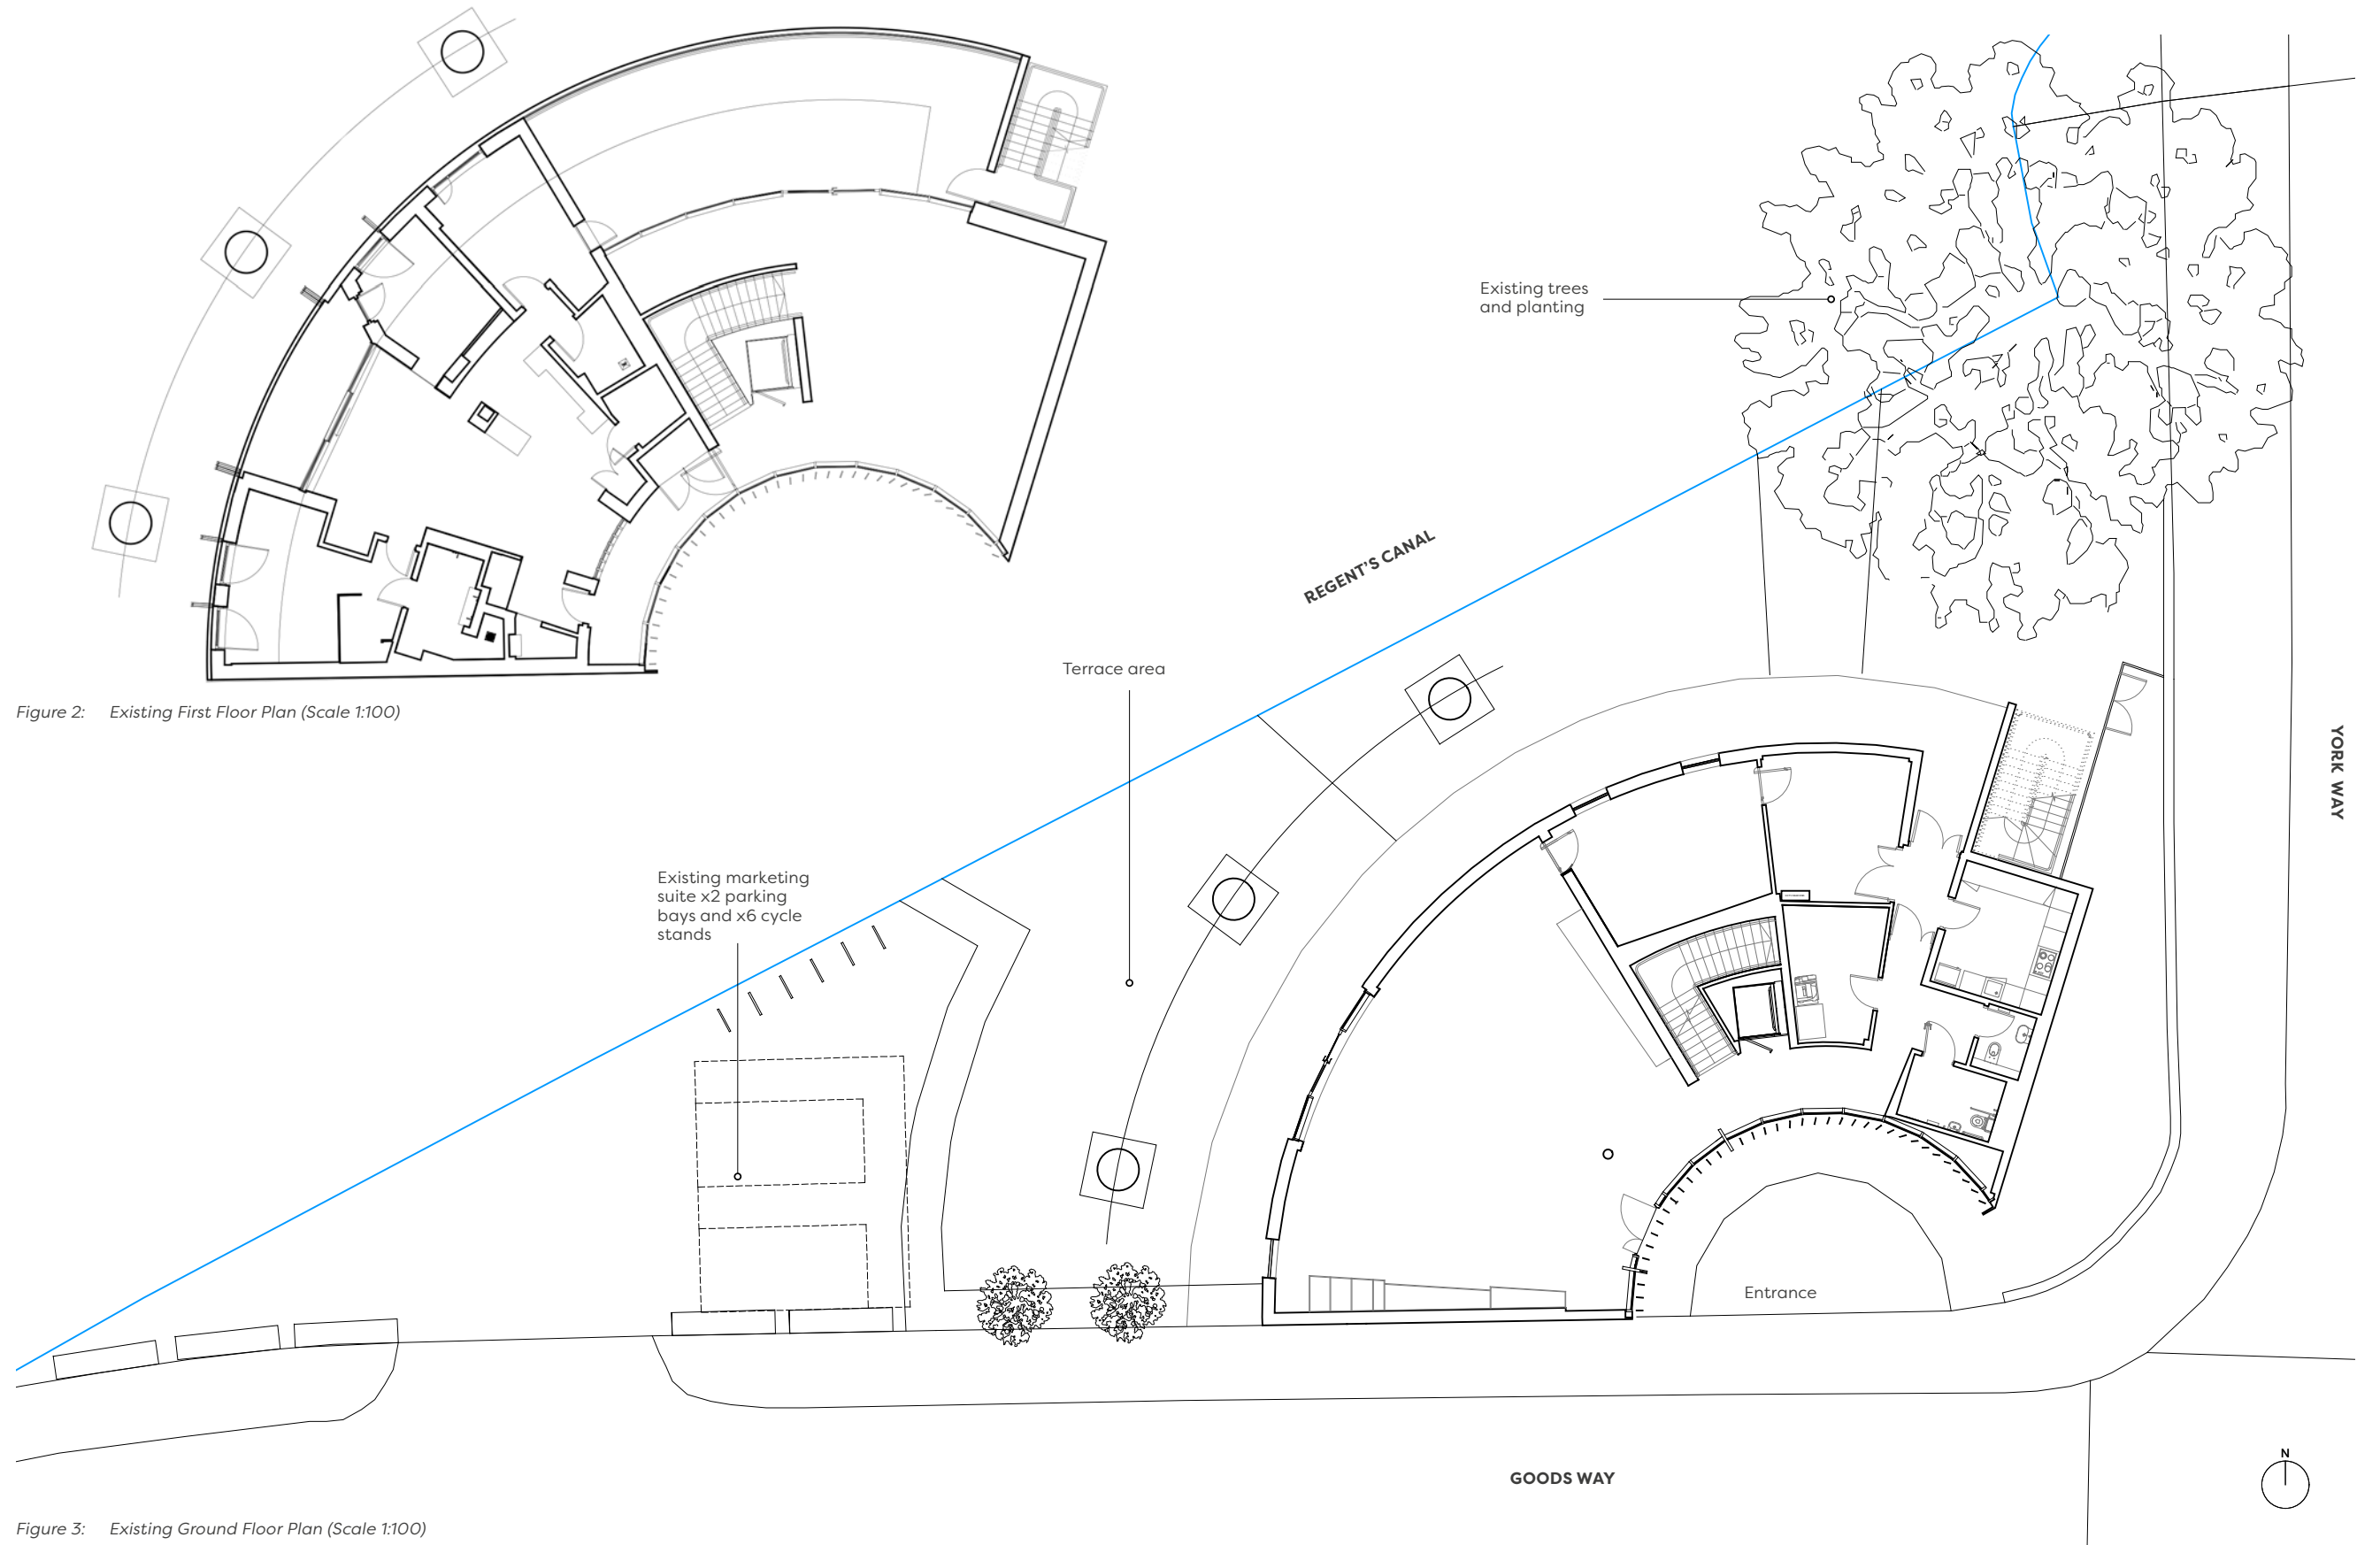 Existing trees
and planting
REGENT'S CANAL
Terrace area
Figure 2: Existing First Floor Plan (Scale 1:100)
YORK WAY
Existing marketing
suite x2 parking
bays and x6 cycle
stands
Entrance
N
GOODS WAY
Figure 3: Existing Ground Floor Plan (Scale 1:100)